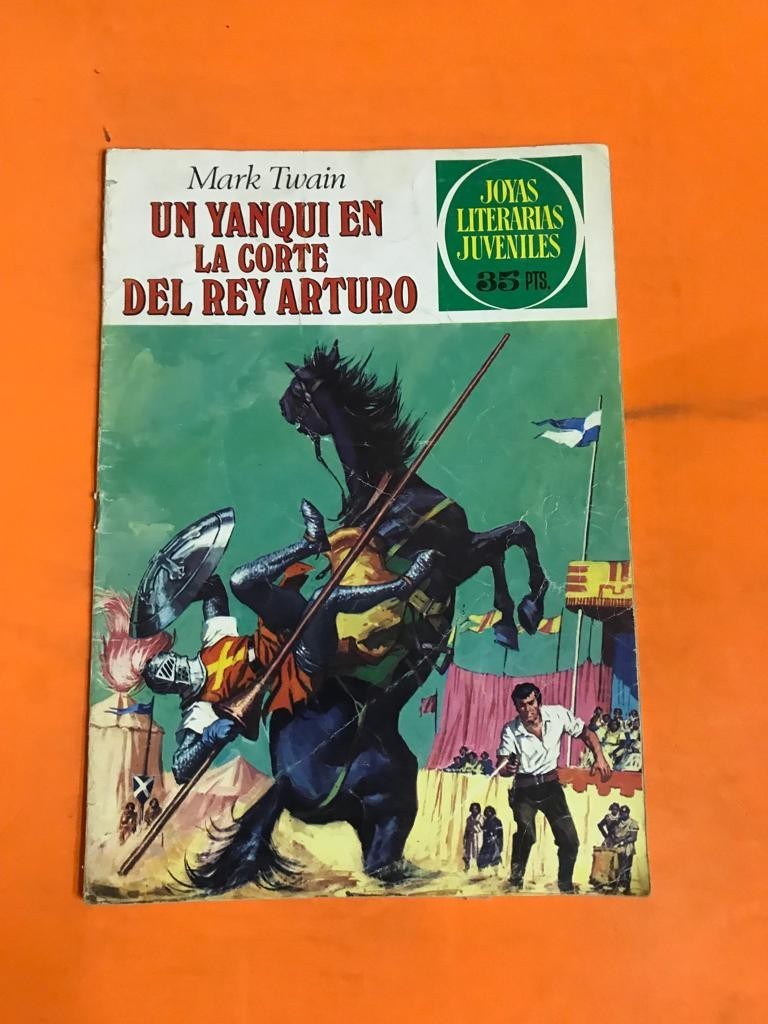 Mark Twain
UN YANQUI EN
LA CORTE
DEL REY ARTURO
JOYAS
LITERARIAS
JUVENILES
35 PTS.